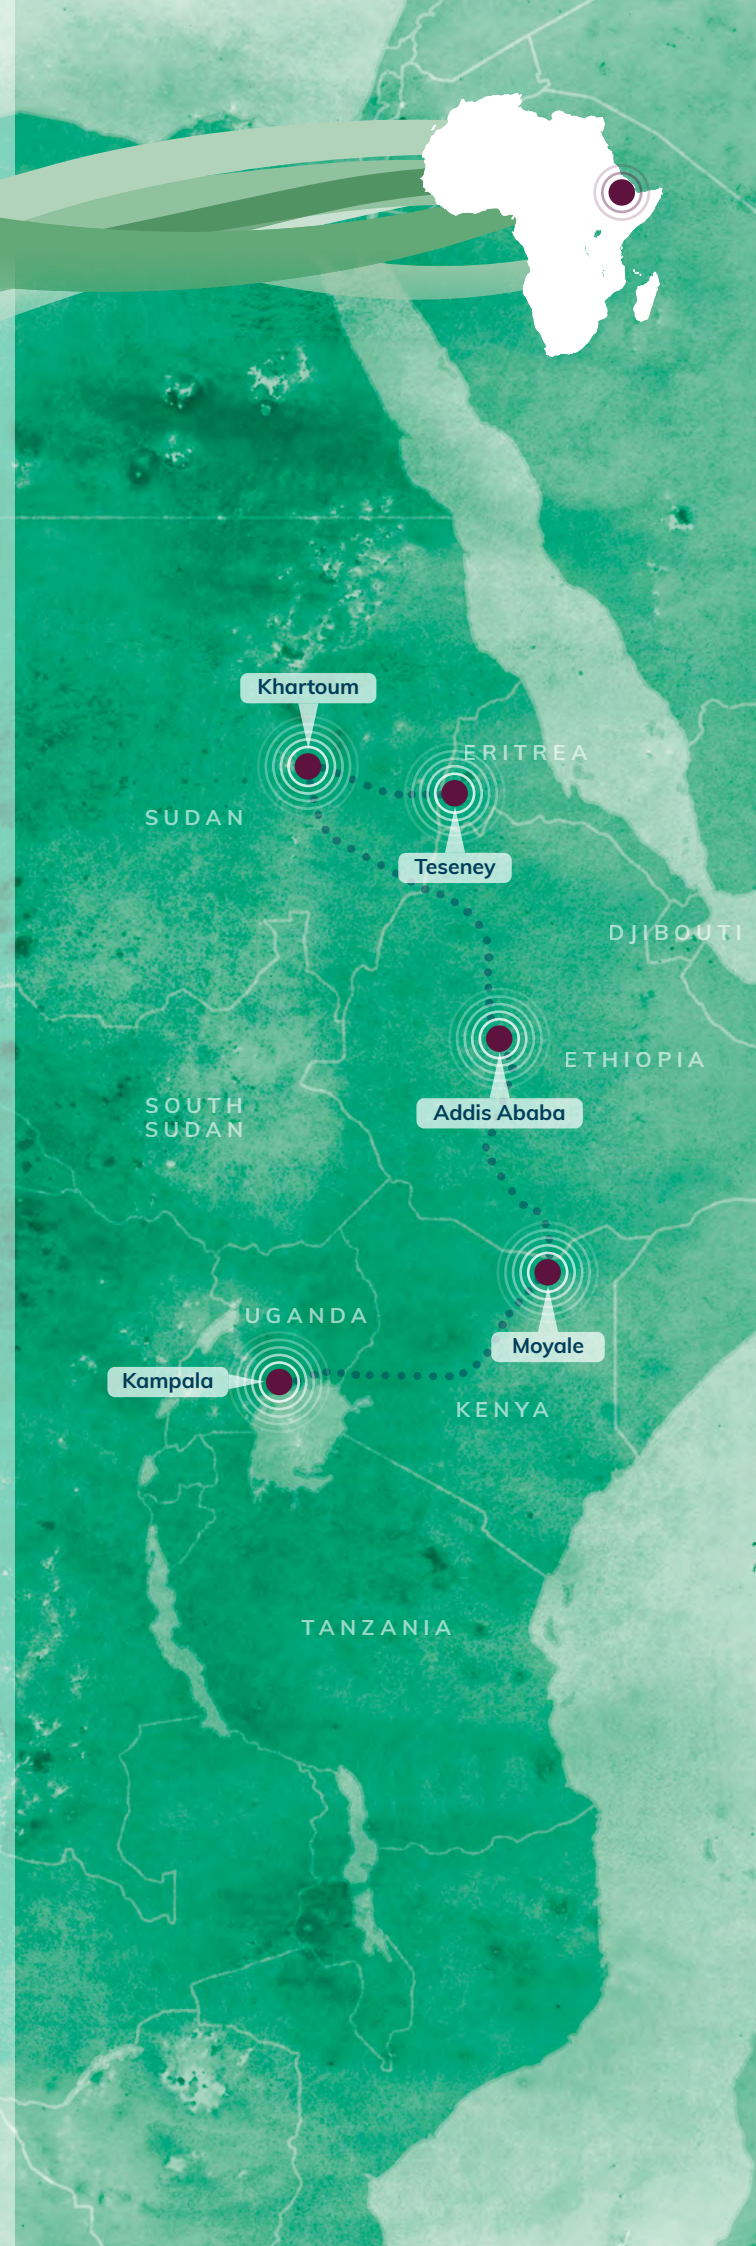 Khartoum
ERITREA
SUDAN
Teseney
DJIBOUTI
ETHIOPIA
SOUTH
SUDAN
Addis Ababa
UGANDA
Moyale
Kampala
KENYA
TANZANIA